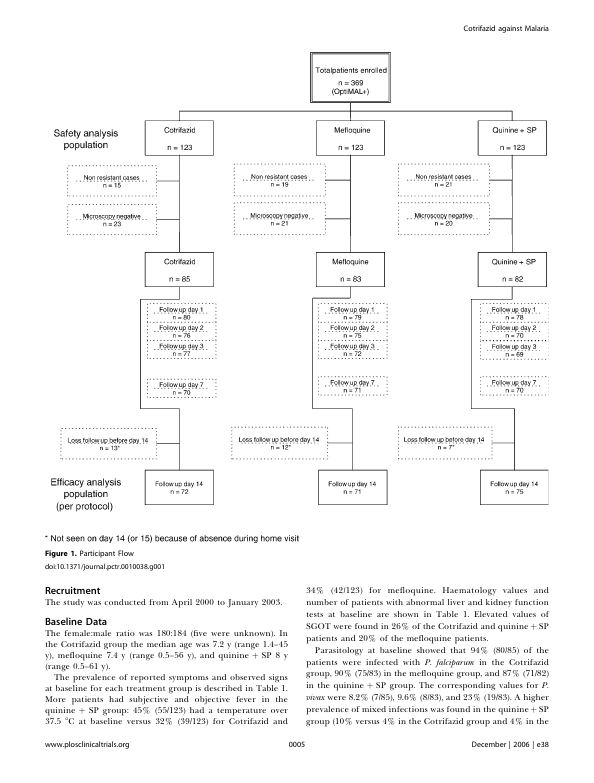 Cotrifazid against Malaria
Totalpatients enrolled
n = 369
(OptiMAL+)
Safety analysis
population
Cotrifazid
n = 123
Mefloquine
n = 123
Quinine + SP
n = 123
Non resistant cases
n = 15
Non resistant cases
n = 19
Non resistant cases
n = 21
Microscopy negative
n = 23
Microscopy negative
n = 21
Microscopy negative
n = 20
Cotrifazid
n = 85
Mefloquine
n = 83
Quinine + SP
n = 82
Follow up day 1
n = 80
Follow up day 2
n = 76
Follow up day 3
n = 77
Follow up day 7
n = 70
Follow up day 1
n = 79
Follow up day 2
n = 75
Follow up day 3
n = 72
Follow up day 7
n = 71
Follow up day 1
n = 78
Follow up day 2
n = 70
Follow up day 3
n = 69
Follow up day 7
n = 70
Loss follow up before day 14
n = 13*
Loss follow up before day 14
n = 12*
Loss follow up before day 14
n = 7*
Efficacy analysis
population
(per protocol)
Follow up day 14
n = 72
Follow up day 14
n = 71
Follow up day 14
n = 75
* Not seen on day 14 (or 15) because of absence during home visit
Figure 1. Participant Flow
doi:10.1371/journal.pctr.0010038.g001
Recruitment
The study was conducted from April 2000 to January 2003.
Baseline Data
The female:male ratio was 180:184 (five were unknown). In
the Cotrifazid group the median age was 7.2 y (range 1.4–45
y), mefloquine 7.4 y (range 0.5–56 y), and quinine + SP 8 y
(range 0.5–61 y).
The prevalence of reported symptoms and observed signs
at baseline for each treatment group is described in Table 1.
More patients had subjective and objective fever in the
quinine + SP group: 45% (55/123) had a temperature over
37.5 °C at baseline versus 32% (39/123) for Cotrifazid and
34% (42/123) for mefloquine. Haematology values and
number of patients with abnormal liver and kidney function
tests at baseline are shown in Table 1. Elevated values of
SGOT were found in 26% of the Cotrifazid and quinine + SP
patients and 20% of the mefloquine patients.
Parasitology at baseline showed that 94% (80/85) of the
patients were infected with P. falciparum in the Cotrifazid
group, 90% (75/83) in the mefloquine group, and 87% (71/82)
in the quinine + SP group. The corresponding values for P.
vivax were 8.2% (7/85), 9.6% (8/83), and 23% (19/83). A higher
prevalence of mixed infections was found in the quinine + SP
group (10% versus 4% in the Cotrifazid group and 4% in the
www.plosclinicaltrials.org
0005
December | 2006 | e38